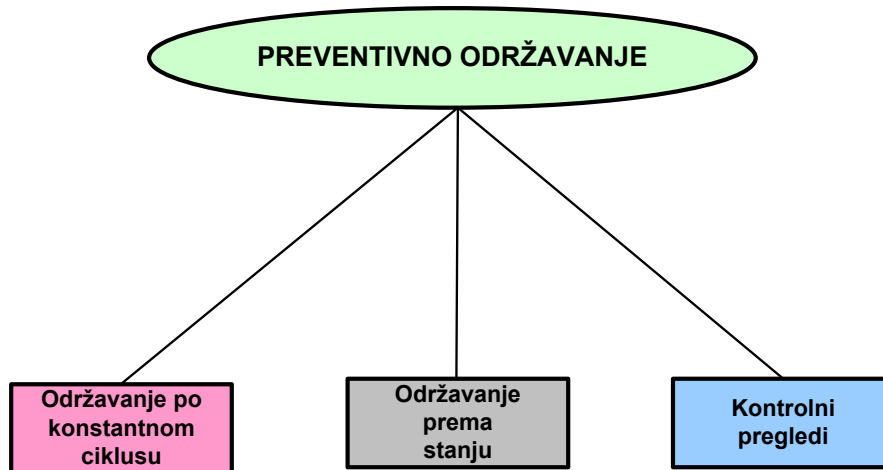 PREVENTIVNO ODRŽAVANJE
Održavanje po
konstantnom
ciklusu
Održavanje
prema
stanju
Kontrolni
pregledi